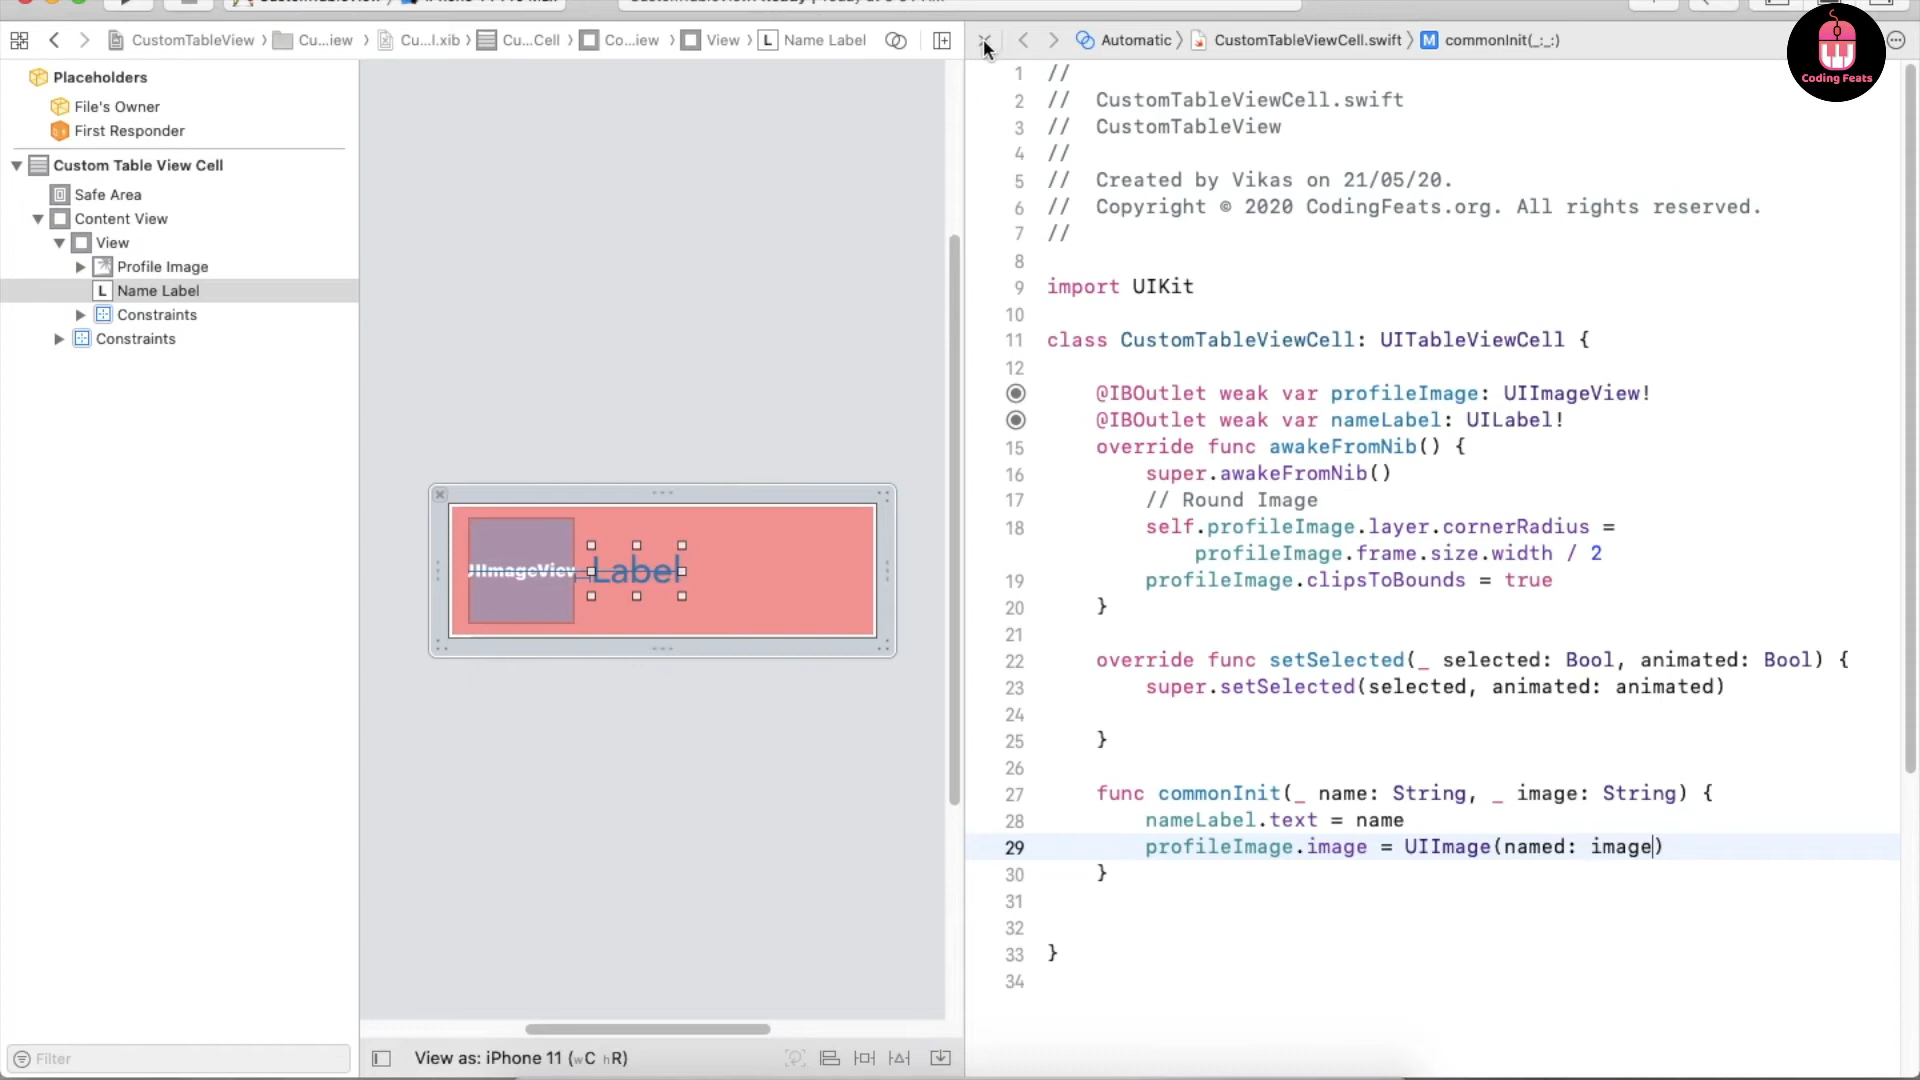 CustomTableView
Cu...iew
Cu...l.xib
Cu...Cell
Co...iew
View
L
Name Label
Automatic
CustomTableViewCell.swift
M
commonInit(_:_:)
Coding Feats
Placeholders
File's Owner
First Responder
Custom Table View Cell
Safe Area
Content View
View
Profile Image
L Name Label
Constraints
Constraints
UIImageView
Label
1 //
2 //  CustomTableViewCell.swift
3 //  CustomTableView
4 //
5 //  Created by Vikas on 21/05/20.
6 //  Copyright © 2020 CodingFeats.org. All rights reserved.
7 //
8
9 import UIKit
10
11 class CustomTableViewCell: UITableViewCell {
12
@IBOutlet weak var profileImage: UIImageView!
@IBOutlet weak var nameLabel: UILabel!
15 override func awakeFromNib() {
16 super.awakeFromNib()
17 // Round Image
18 self.profileImage.layer.cornerRadius =
profileImage.frame.size.width / 2
19 profileImage.clipsToBounds = true
20 }
21
22 override func setSelected(_ selected: Bool, animated: Bool) {
23 super.setSelected(selected, animated: animated)
24
25 }
26
27 func commonInit(_ name: String, _ image: String) {
28 nameLabel.text = name
29 profileImage.image = UIImage(named: image)
30 }
31
32
33 }
34
Filter
View as: iPhone 11 (wC hR)